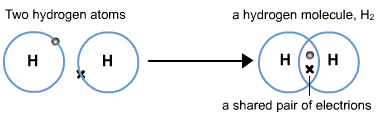 Two hydrogen atoms
a hydrogen molecule, H₂
H
H
H
H
a shared pair of electrons